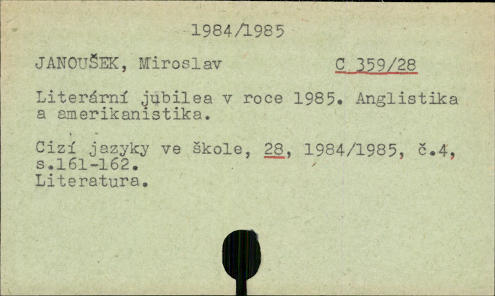 1984/1985
JANOUŠEK, Miroslav C 359/28
Literární jubilea v roce 1985. Anglistika
a amerikanistika.
Cizí jazyky ve škole, 28, 1984/1985, č.4,
s.161-162.
Literatura.